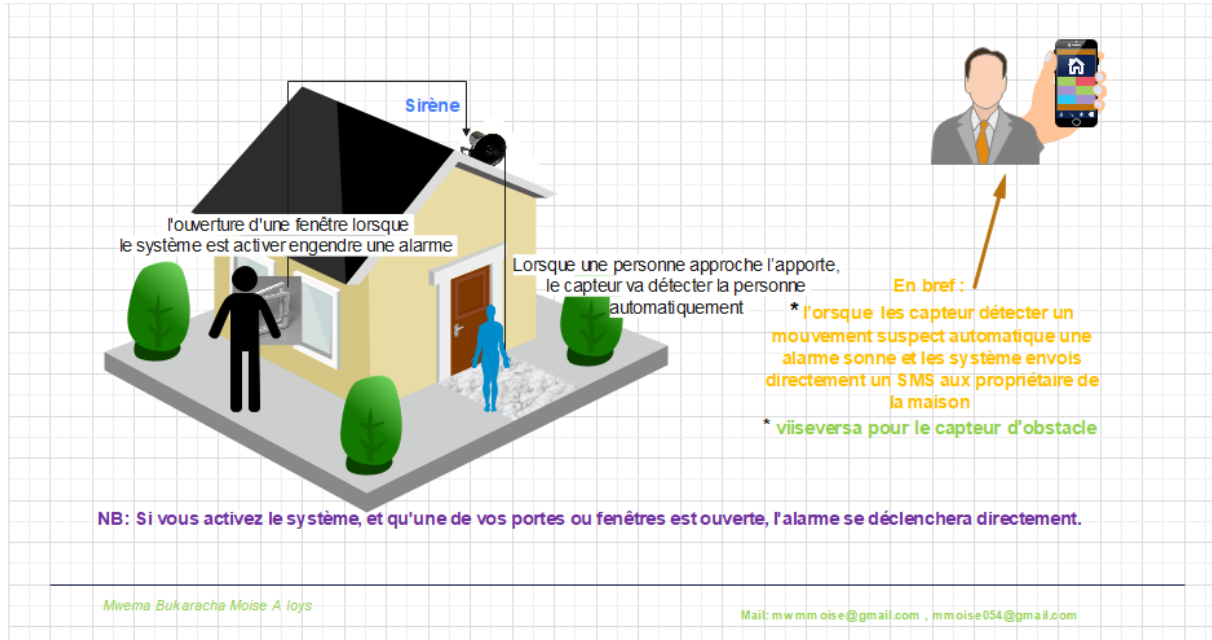 Sirène
l'ouverture d'une fenêtre lorsque
le système est activer engendre une alarme
Lorsque une personne approche l'apporte,
le capteur va détecter la personne
automatiquement
En bref :
* l'orsque les capteur détecter un
mouvement suspect automatique une
alarme sonne et les système envois
directement un SMS aux propriétaire de
la maison
* viiseversa pour le capteur d'obstacle
NB: Si vous activez le système, et qu'une de vos portes ou fenêtres est ouverte, l'alarme se déclenchera directement.
Mwema Bukaracha Moise A loys
Mail: mwmmoise@gmail.com , mmoise054@gmail.com